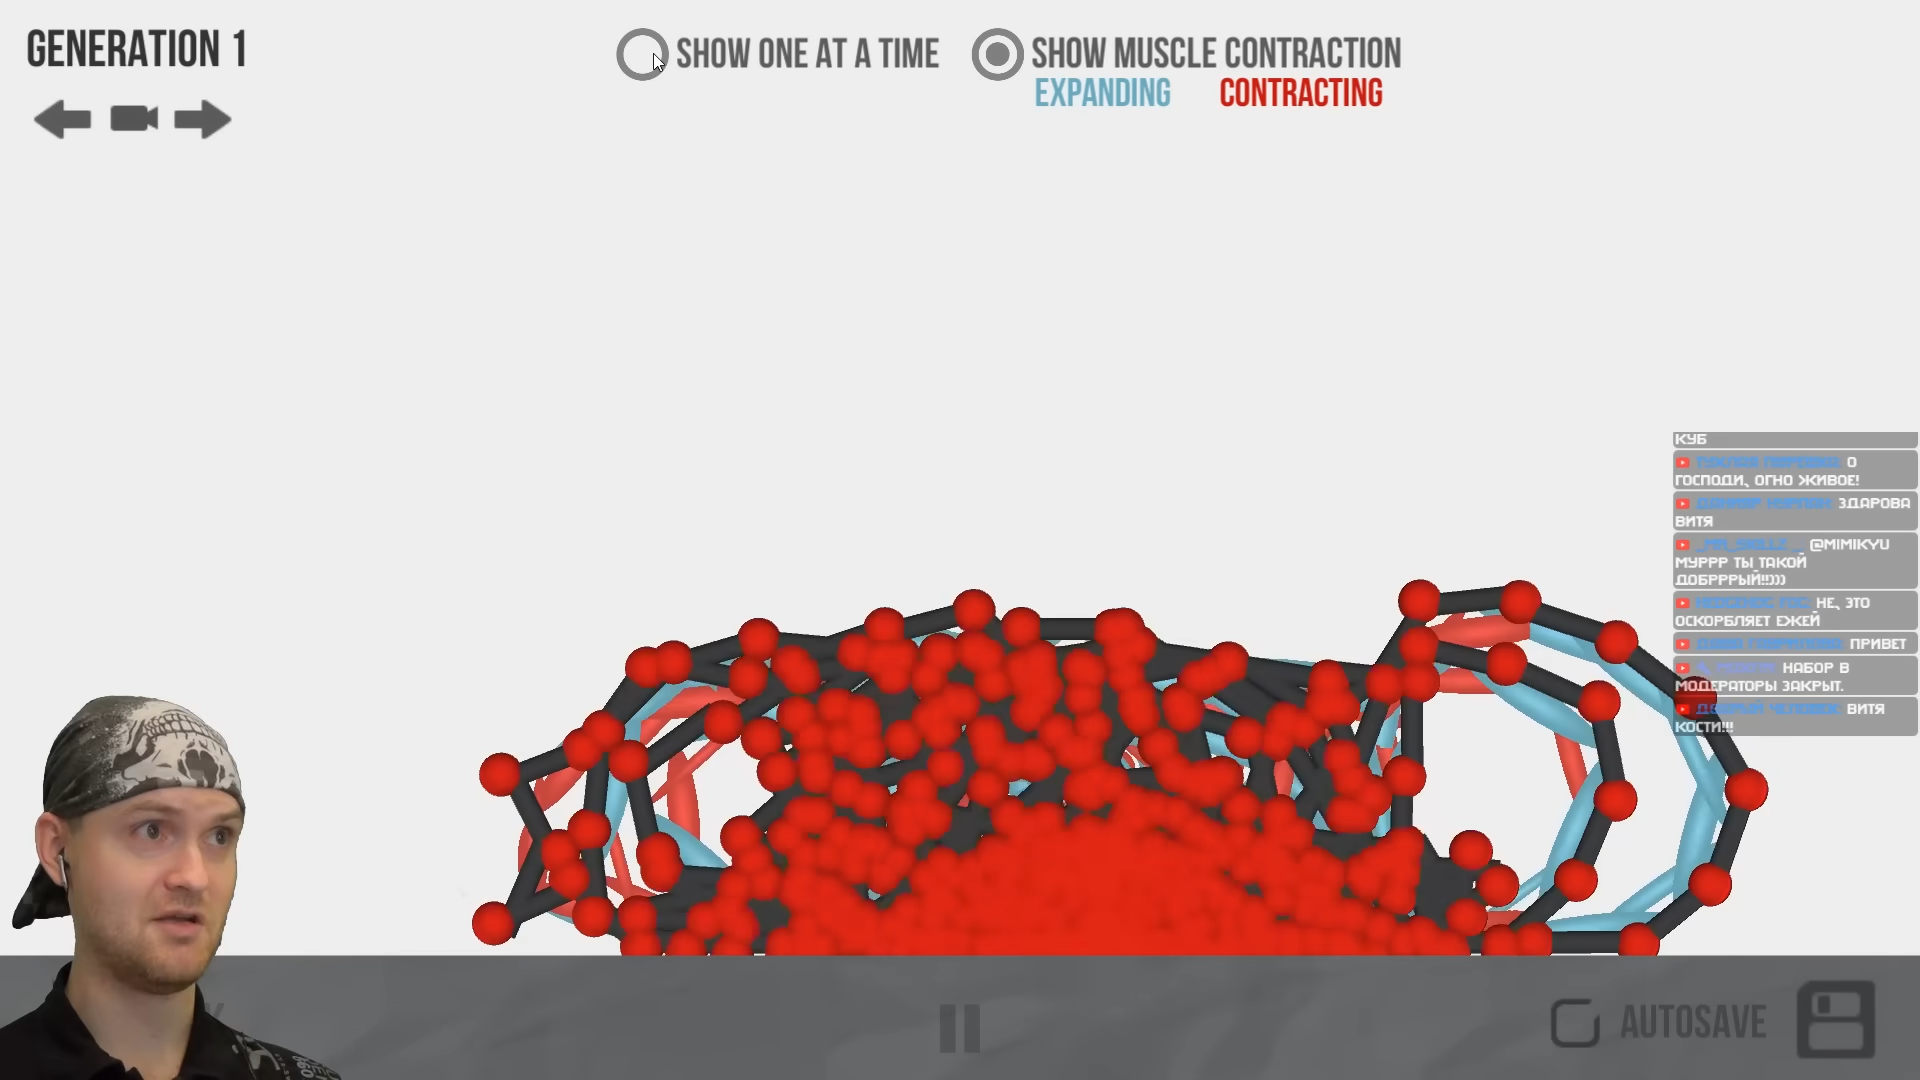 GENERATION 1
SHOW ONE AT A TIME
SHOW MUSCLE CONTRACTION
EXPANDING CONTRACTING
КУБ
О
ГОСПОДИ, ОГНО ЖИВОЕ!
ЗДАРОВА
ВИТЯ
@MIMIKYU
МУРРР ТЫ ТАКОЙ
ДОБРРРЫЙ!!)))
НЕ, ЭТО
ОСКОРБЛЯЕТ ЕЖЕЙ
ПРИВЕТ
НАБОР В
МОДЕРАТОРЫ ЗАКРЫТ.
ВИТЯ
КОСТИ!!!
AUTOSAVE